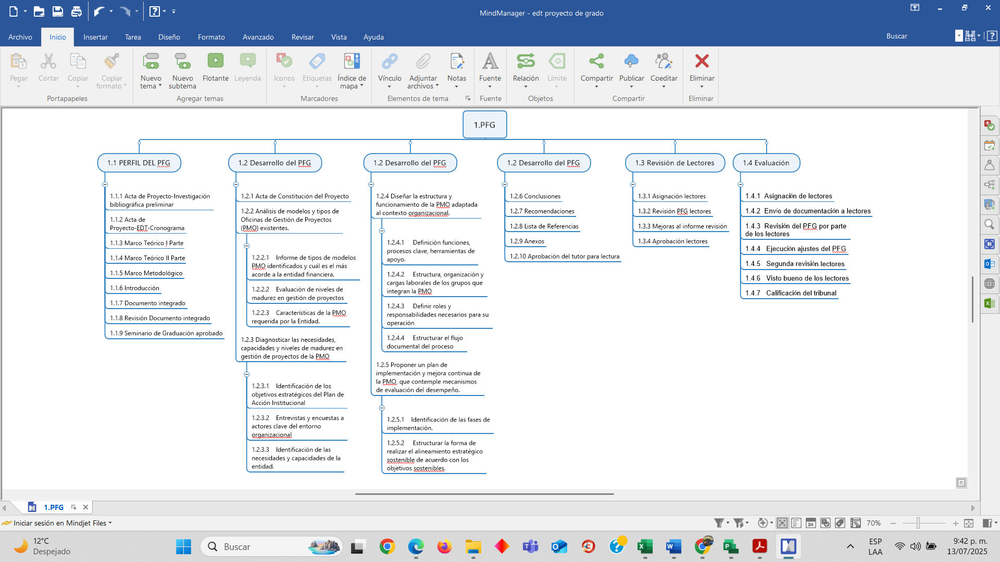 MindManager - edt proyecto de grado
Archivo
Inicio
Insertar
Tarea
Diseño
Formato
Avanzado
Revisar
Vista
Ayuda
Buscar
Pegar
Cortar
Copiar
Copiar
formato
Portapapeles
Nuevo
tema
Nuevo
subtema
Flotante
Leyenda
Agregar temas
Iconos
Etiquetas
Índice de
mapa
Marcadores
Vínculo
Adjuntar
archivos
Notas
Elementos de tema
Fuente
Fuente
Relación
Límite
Objetos
Compartir
Publicar
Coeditar
Compartir
Eliminar
Eliminar
1.PFG
1.1 PERFIL DEL PFG
1.1.1 Acta de Proyecto-Investigación
bibliográfica preliminar
1.1.2 Acta de
Proyecto-EDT-Cronograma
1.1.3 Marco Teórico I Parte
1.1.4 Marco Teórico II Parte
1.1.5 Marco Metodológico
1.1.6 Introducción
1.1.7 Documento integrado
1.1.8 Revisión Documento integrado
1.1.9 Seminario de Graduación aprobado
1.2 Desarrollo del PFG
1.2.1 Acta de Constitución del Proyecto
1.2.2 Análisis de modelos y tipos de
Oficinas de Gestión de Proyectos
(PMO) existentes.
1.2.2.1 Informe de tipos de modelos
PMO identificados y cuál es el más
acorde a la entidad financiera.
1.2.2.2 Evaluación de niveles de
madurez en gestión de proyectos
1.2.2.3 Características de la PMO
requerida por la Entidad.
1.2.3 Diagnosticar las necesidades,
capacidades y niveles de madurez en
gestión de proyectos de la PMO
1.2.3.1 Identificación de los
objetivos estratégicos del Plan de
Acción Institucional
1.2.3.2 Entrevistas y encuestas a
actores clave del entorno
organizacional
1.2.3.3 Identificación de las
necesidades y capacidades de la
entidad.
1.2 Desarrollo del PFG
1.2.4 Diseñar la estructura y
funcionamiento de la PMO adaptada
al contexto organizacional.
1.2.4.1 Definición funciones,
procesos clave, herramientas de
apoyo.
1.2.4.2 Estructura, organización y
cargas laborales de los grupos que
integran la PMO
1.2.4.3 Definir roles y
responsabilidades necesarios para su
operación
1.2.4.4 Estructurar el flujo
documental del proceso
1.2.5 Proponer un plan de
implementación y mejora continua de
la PMO, que contemple mecanismos
de evaluación del desempeño.
1.2.5.1 Identificación de las fases de
implementación.
1.2.5.2 Estructurar la forma de
realizar el alineamiento estratégico
sostenible de acuerdo con los
objetivos sostenibles.
1.2 Desarrollo del PFG
1.2.6 Conclusiones
1.2.7 Recomendaciones
1.2.8 Lista de Referencias
1.2.9 Anexos
1.2.10 Aprobación del tutor para lectura
1.3 Revisión de Lectores
1.3.1 Asignación lectores
1.3.2 Revisión PFG lectores
1.3.3 Mejoras al informe revisión
1.3.4 Aprobación lectores
1.4 Evaluación
1.4.1 Asignación de lectores
1.4.2 Envío de documentación a lectores
1.4.3 Revisión del PFG por parte
de los lectores
1.4.4 Ejecución ajustes del PFG
1.4.5 Segunda revisión lectores
1.4.6 Visto bueno de los lectores
1.4.7 Calificación del tribunal
1.PFG
Iniciar sesión en Mindjet Files
70%
12°C
Despejado
Buscar
ESP
LAA
9:42 p. m.
13/07/2025